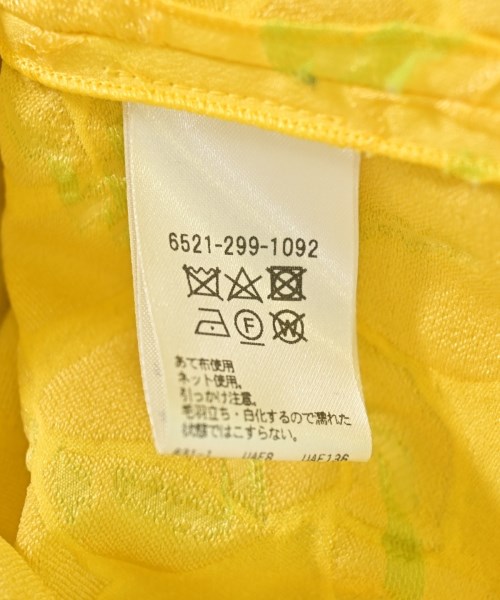 6521-299-1092
F W
あて布使用
ネット使用。
引っかけ注意。
毛羽立ち・白化するので濡れた
状態ではこすらない。